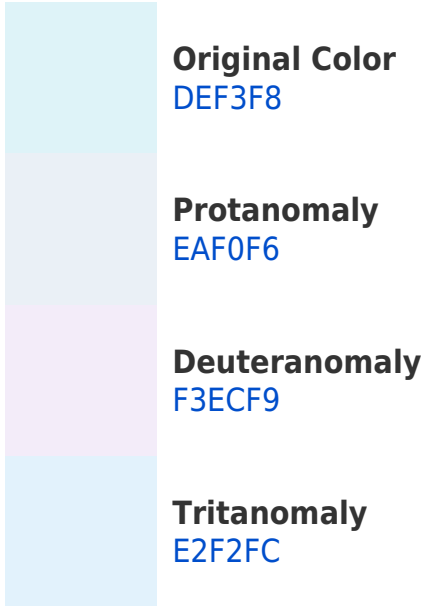 Original Color
DEF3F8
Protanomaly
EAF0F6
Deuteranomaly
F3ECF9
Tritanomaly
E2F2FC